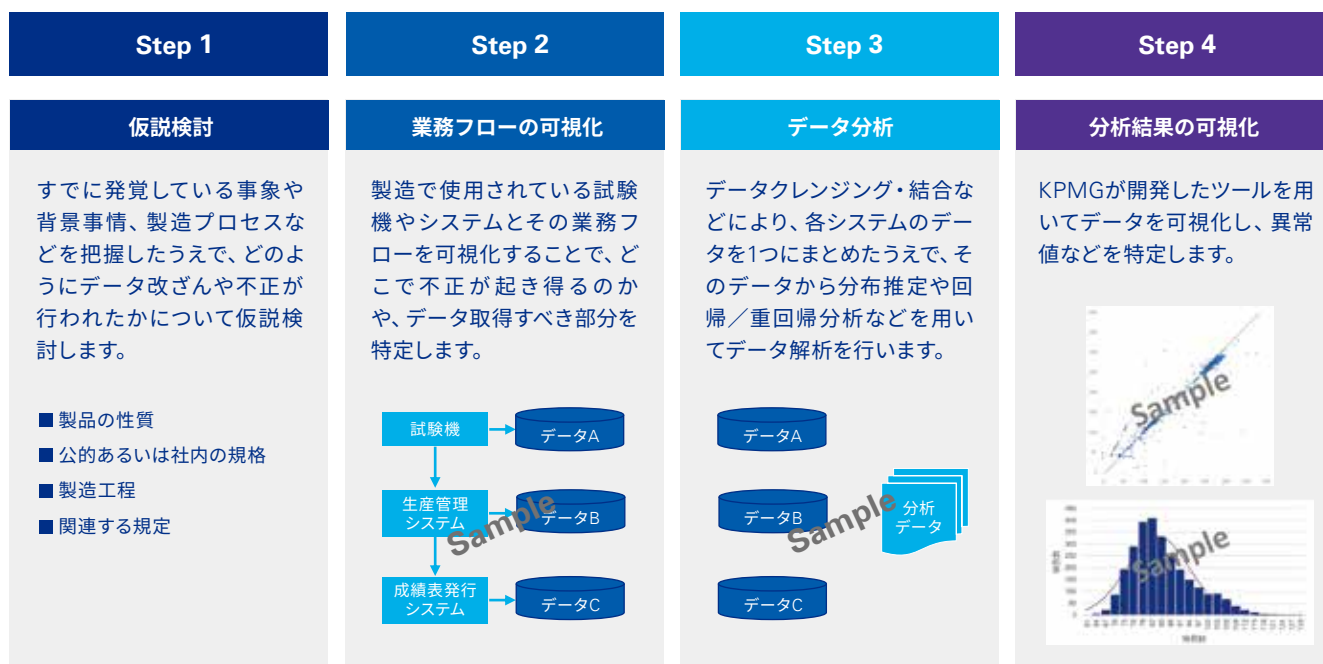 Step 1
仮説検討
すでに発覚している事象や
背景事情、製造プロセスな
どを把握したうえで、どのよ
うにデータ改ざんや不正が
行われたかについて仮説検
討します。
■製品の性質
■公的あるいは社内の規格
■製造工程
■関連する規定
Step 2
業務フローの可視化
製造で使用されている試験
機やシステムとその業務フ
ローを可視化することで、ど
こで不正が起き得るのか
や、データ取得すべき部分を
特定します。
試験機
データA
生産管理
システム
データB
Sample
成績表発行
システム
データC
Step 3
データ分析
データクレンジング・結合な
どにより、各システムのデー
タを1つにまとめたうえで、そ
のデータから分布推定や回
帰／重回帰分析などを用い
てデータ解析を行います。
データA
データB
Sample
分析
データ
データC
Step 4
分析結果の可視化
KPMGが開発したツールを用
いてデータを可視化し、異常
値などを特定します。
Sample
Sample